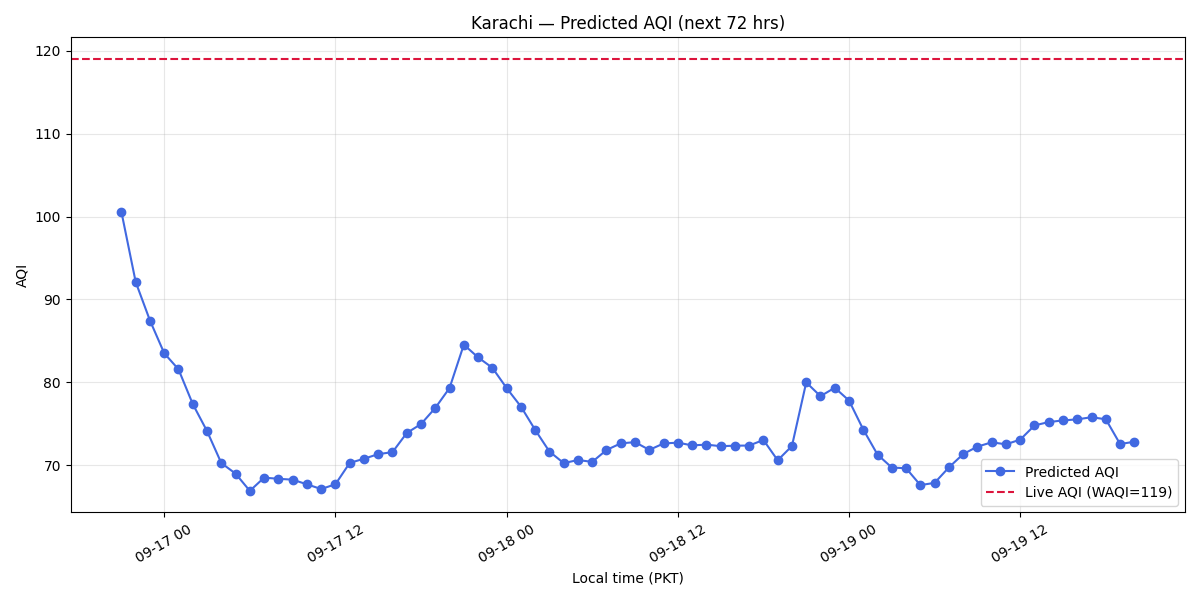 Karachi — Predicted AQI (next 72 hrs)
120
110
100
90
80
70
AQI
09-17 00
09-17 12
09-18 00
09-18 12
09-19 00
09-19 12
Local time (PKT)
Predicted AQI
Live AQI (WAQI=119)